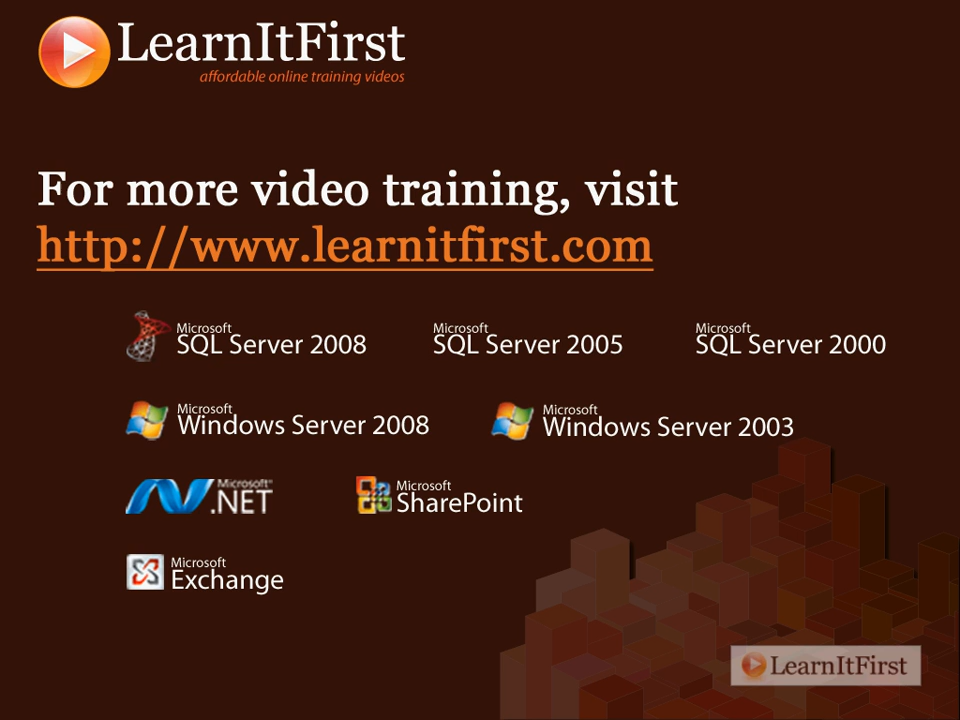 LearnItFirst
affordable online training videos
For more video training, visit
http://www.learnitfirst.com
Microsoft
SQL Server 2008
Microsoft
SQL Server 2005
Microsoft
SQL Server 2000
Microsoft
Windows Server 2008
Microsoft
Windows Server 2003
Microsoft™
.NET
Microsoft
SharePoint
Microsoft
Exchange
LearnItFirst